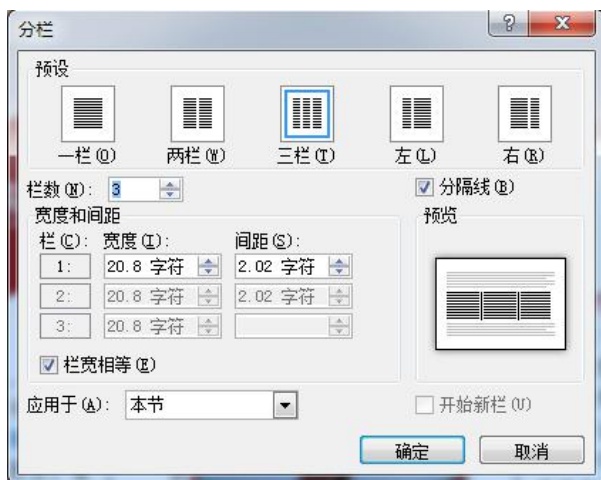 分栏
预设
一栏(O) 两栏(W) 三栏(T) 左(L) 右(R)
栏数(N): 3 分隔线(B)
宽度和间距 预览
栏(C): 宽度(I): 间距(S):
1: 20.8 字符 2.02 字符
2: 20.8 字符 2.02 字符
3: 20.8 字符
栏宽相等(E)
应用于(A): 本节 开始新栏(U)
确定 取消